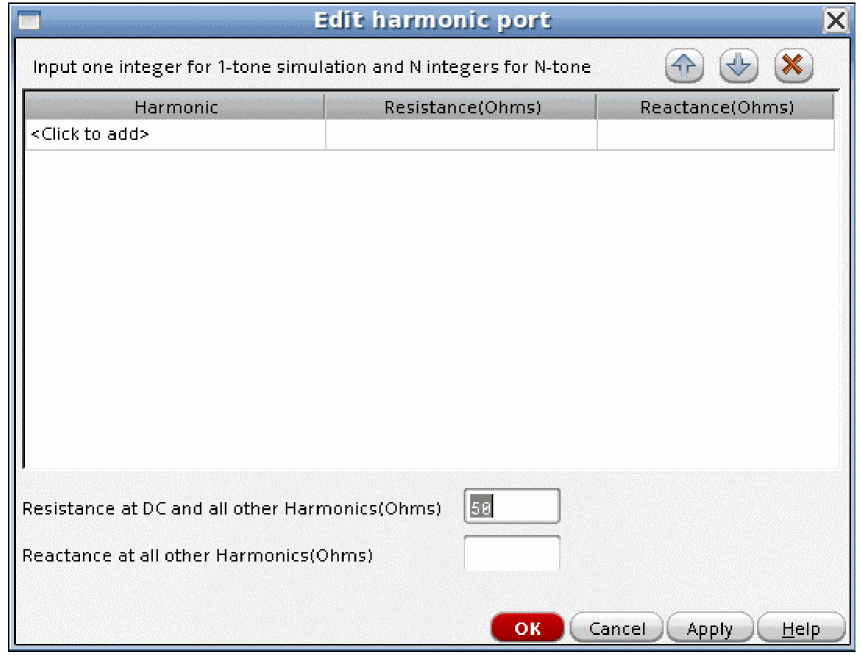 Edit harmonic port
Input one integer for 1-tone simulation and N integers for N-tone
Harmonic Resistance(Ohms) Reactance(Ohms)
<Click to add>
Resistance at DC and all other Harmonics(Ohms) 50
Reactance at all other Harmonics(Ohms)
OK Cancel Apply Help